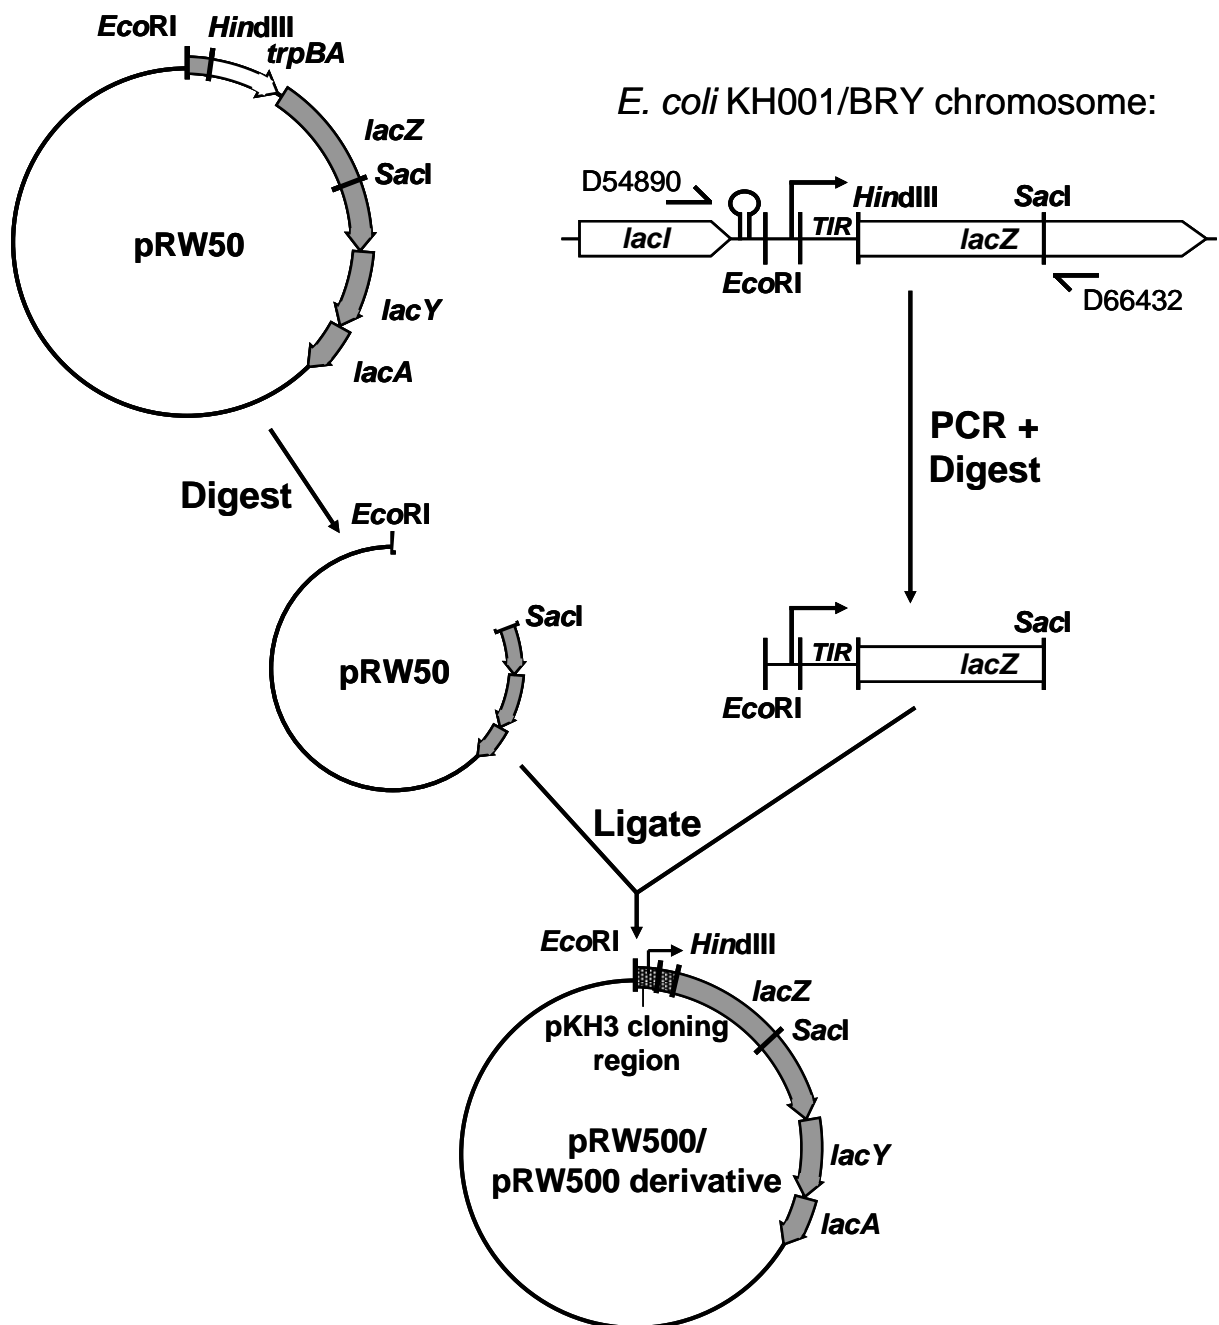 EcoRI
HindIII
trpBA
lacZ
SacI
pRW50
lacY
lacA
E. coli KH001/BRY chromosome:
D54890
HindIII
SacI
lacI
TIR
lacZ
EcoRI
D66432
PCR +
Digest
Digest
EcoRI
SacI
pRW50
SacI
TIR
lacZ
EcoRI
Ligate
EcoRI
HindIII
lacZ
SacI
pKH3 cloning
region
pRW500/
pRW500 derivative
lacY
lacA